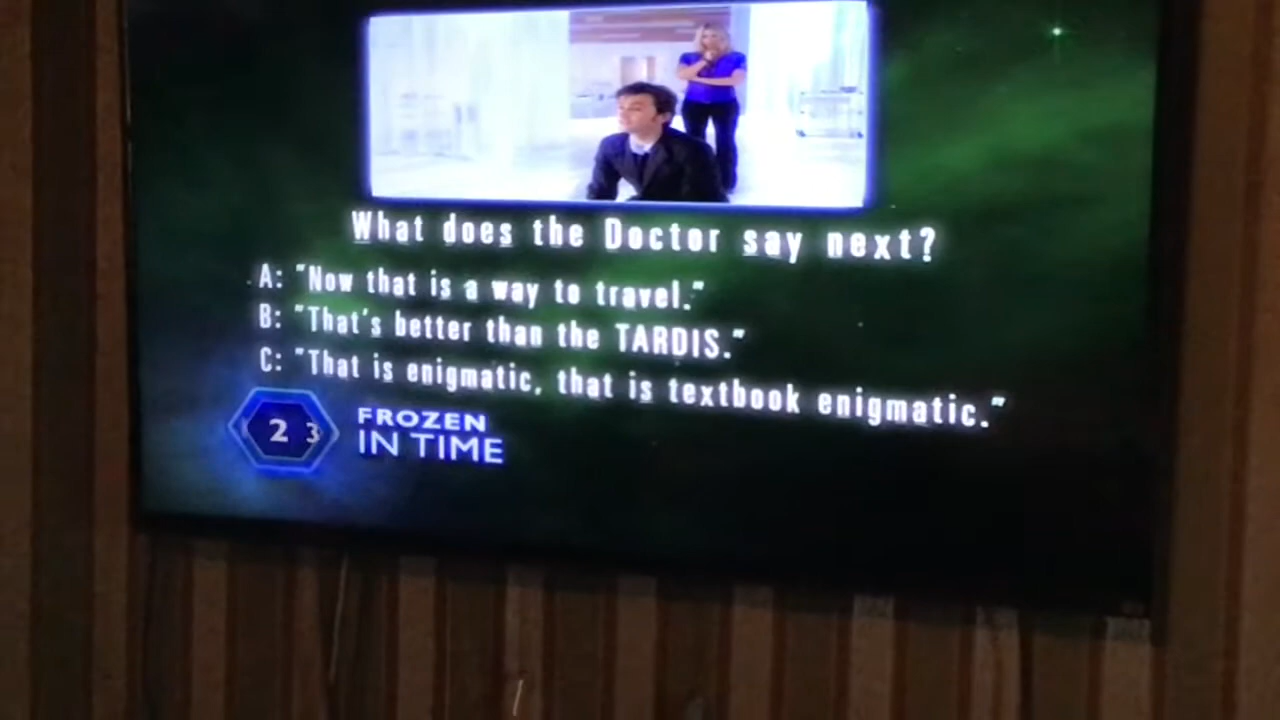 What does the Doctor say next?
A: "Now that is a way to travel."
B: "That's better than the TARDIS."
C: "That is enigmatic, that is textbook enigmatic."
2 3
FROZEN
IN TIME